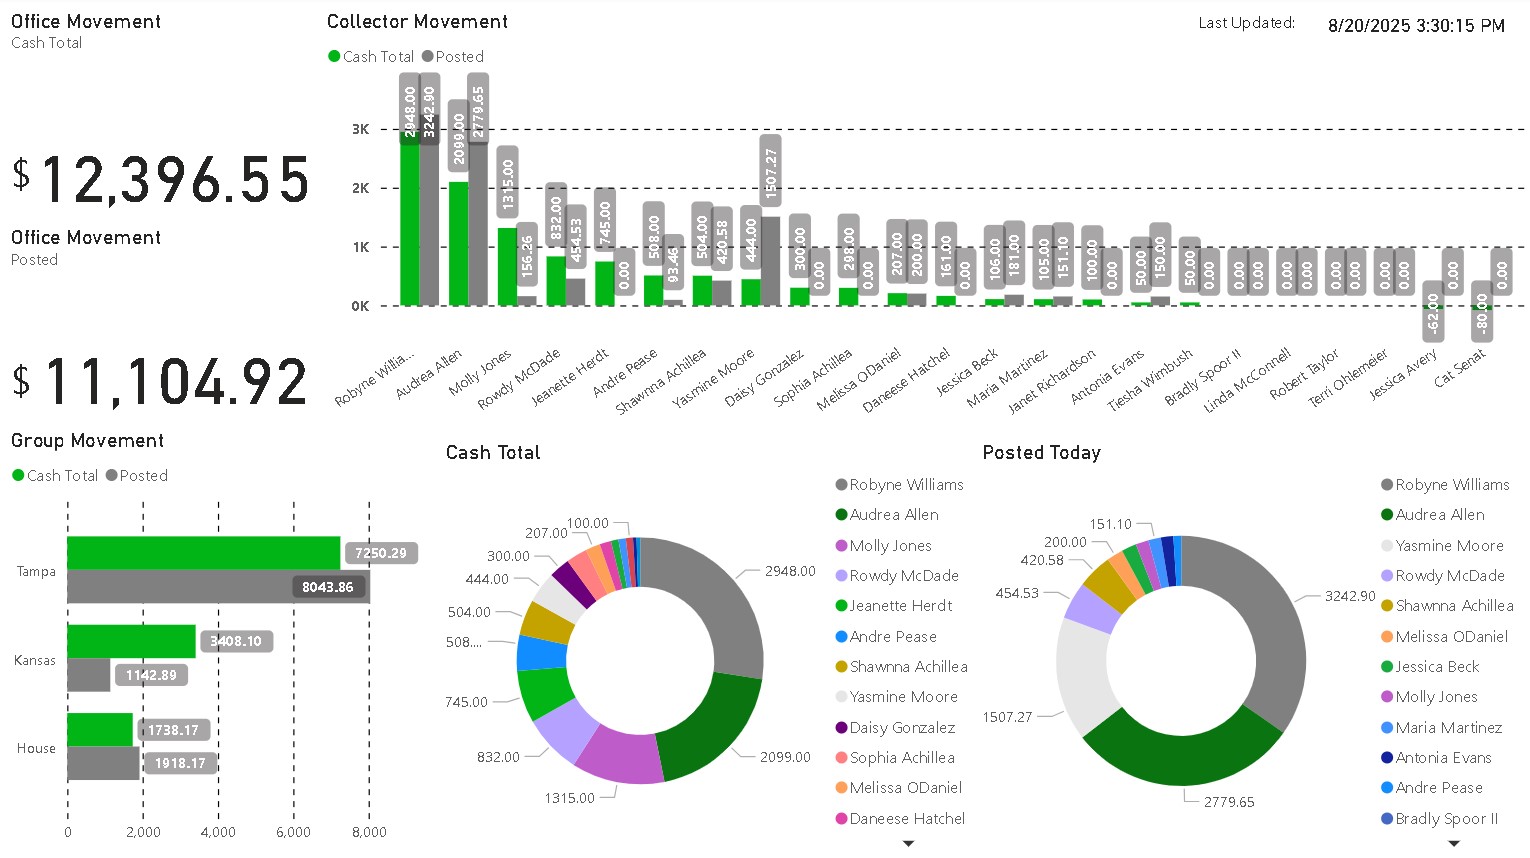 Office Movement
Cash Total
$ 12,396.55
Office Movement
Posted
$ 11,104.92
Collector Movement
Cash Total Posted
Last Updated: 8/20/2025 3:30:15 PM
3K
2K
1K
0K
2948.00 3242.90 2099.00 2779.65 1315.00 156.26 832.00 454.53 745.00 0.00 508.00 93.46 504.00 420.58 444.00 1507.27 300.00 0.00 298.00 0.00 207.00 200.00 161.00 0.00 106.00 181.00 105.00 151.10 100.00 0.00 50.00 150.00 50.00 0.00 0.00 0.00 0.00 0.00 0.00 0.00 0.00 0.00 -62.00 0.00 -80.00 0.00
Robyne Willia...
Audrea Allen
Molly Jones
Rowdy McDade
Jeanette Herdt
Andre Pease
Shawnna Achillea
Yasmine Moore
Daisy Gonzalez
Sophia Achillea
Melissa ODaniel
Daneese Hatchel
Jessica Beck
Maria Martinez
Janet Richardson
Antonia Evans
Tiesha Wimbush
Bradly Spoor II
Linda McConnell
Robert Taylor
Terri Ohlemeier
Jessica Avery
Cat Senat
Group Movement
Cash Total Posted
Tampa
7250.29
8043.86
Kansas
3408.10
1142.89
House
1738.17
1918.17
0 2,000 4,000 6,000 8,000
Cash Total
2948.00
2099.00
1315.00
832.00
745.00
508....
504.00
444.00
300.00
207.00
100.00
Robyne Williams
Audrea Allen
Molly Jones
Rowdy McDade
Jeanette Herdt
Andre Pease
Shawnna Achillea
Yasmine Moore
Daisy Gonzalez
Sophia Achillea
Melissa ODaniel
Daneese Hatchel
Posted Today
3242.90
2779.65
1507.27
454.53
420.58
200.00
151.10
Robyne Williams
Audrea Allen
Yasmine Moore
Rowdy McDade
Shawnna Achillea
Melissa ODaniel
Jessica Beck
Molly Jones
Maria Martinez
Antonia Evans
Andre Pease
Bradly Spoor II